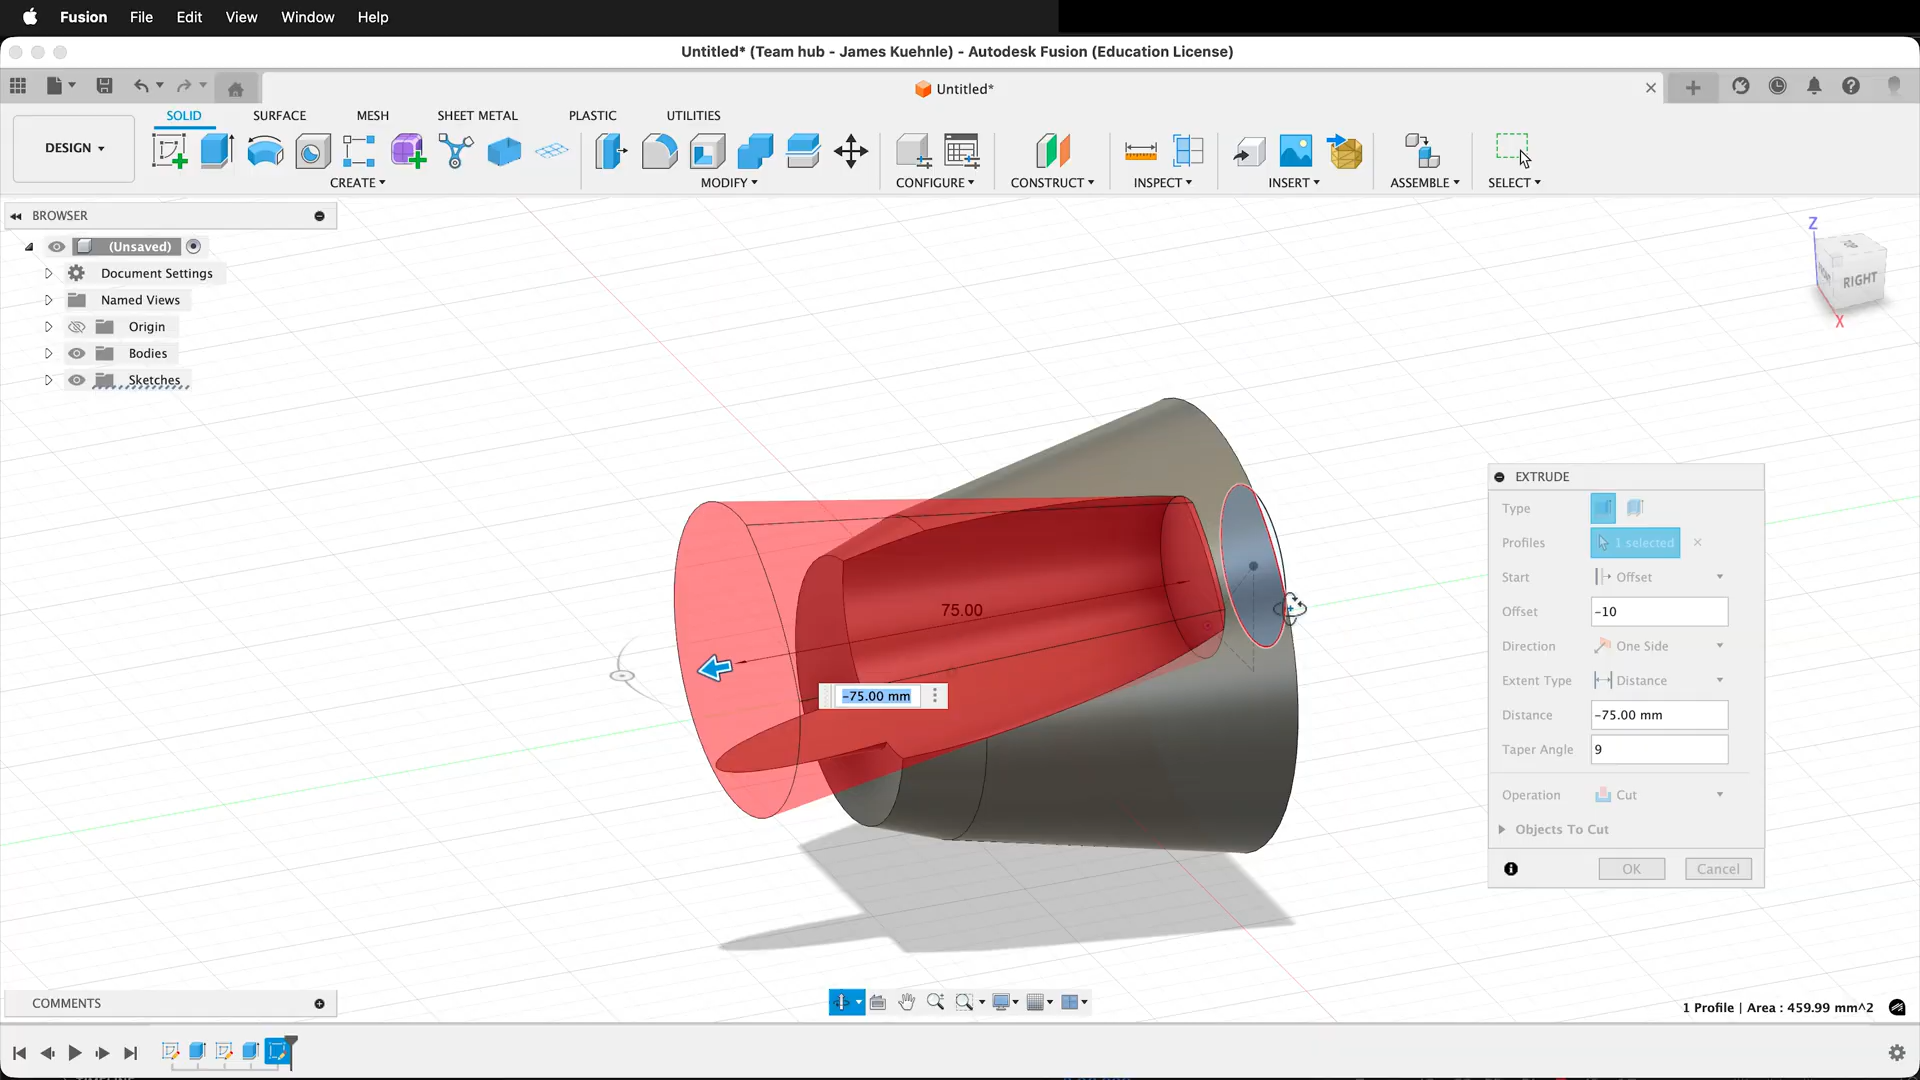 Fusion File Edit View Window Help
Untitled* (Team hub - James Kuehnle) - Autodesk Fusion (Education License)
Untitled*
SOLID SURFACE MESH SHEET METAL PLASTIC UTILITIES
DESIGN
CREATE MODIFY CONFIGURE CONSTRUCT INSPECT INSERT ASSEMBLE SELECT
BROWSER
(Unsaved)
Document Settings
Named Views
Origin
Bodies
Sketches
Z
RIGHT
X
75.00
-75.00 mm
EXTRUDE
Type
Profiles 1 selected
Start Offset
Offset -10
Direction One Side
Extent Type Distance
Distance -75.00 mm
Taper Angle 9
Operation Cut
Objects To Cut
OK Cancel
COMMENTS
1 Profile | Area : 459.99 mm^2